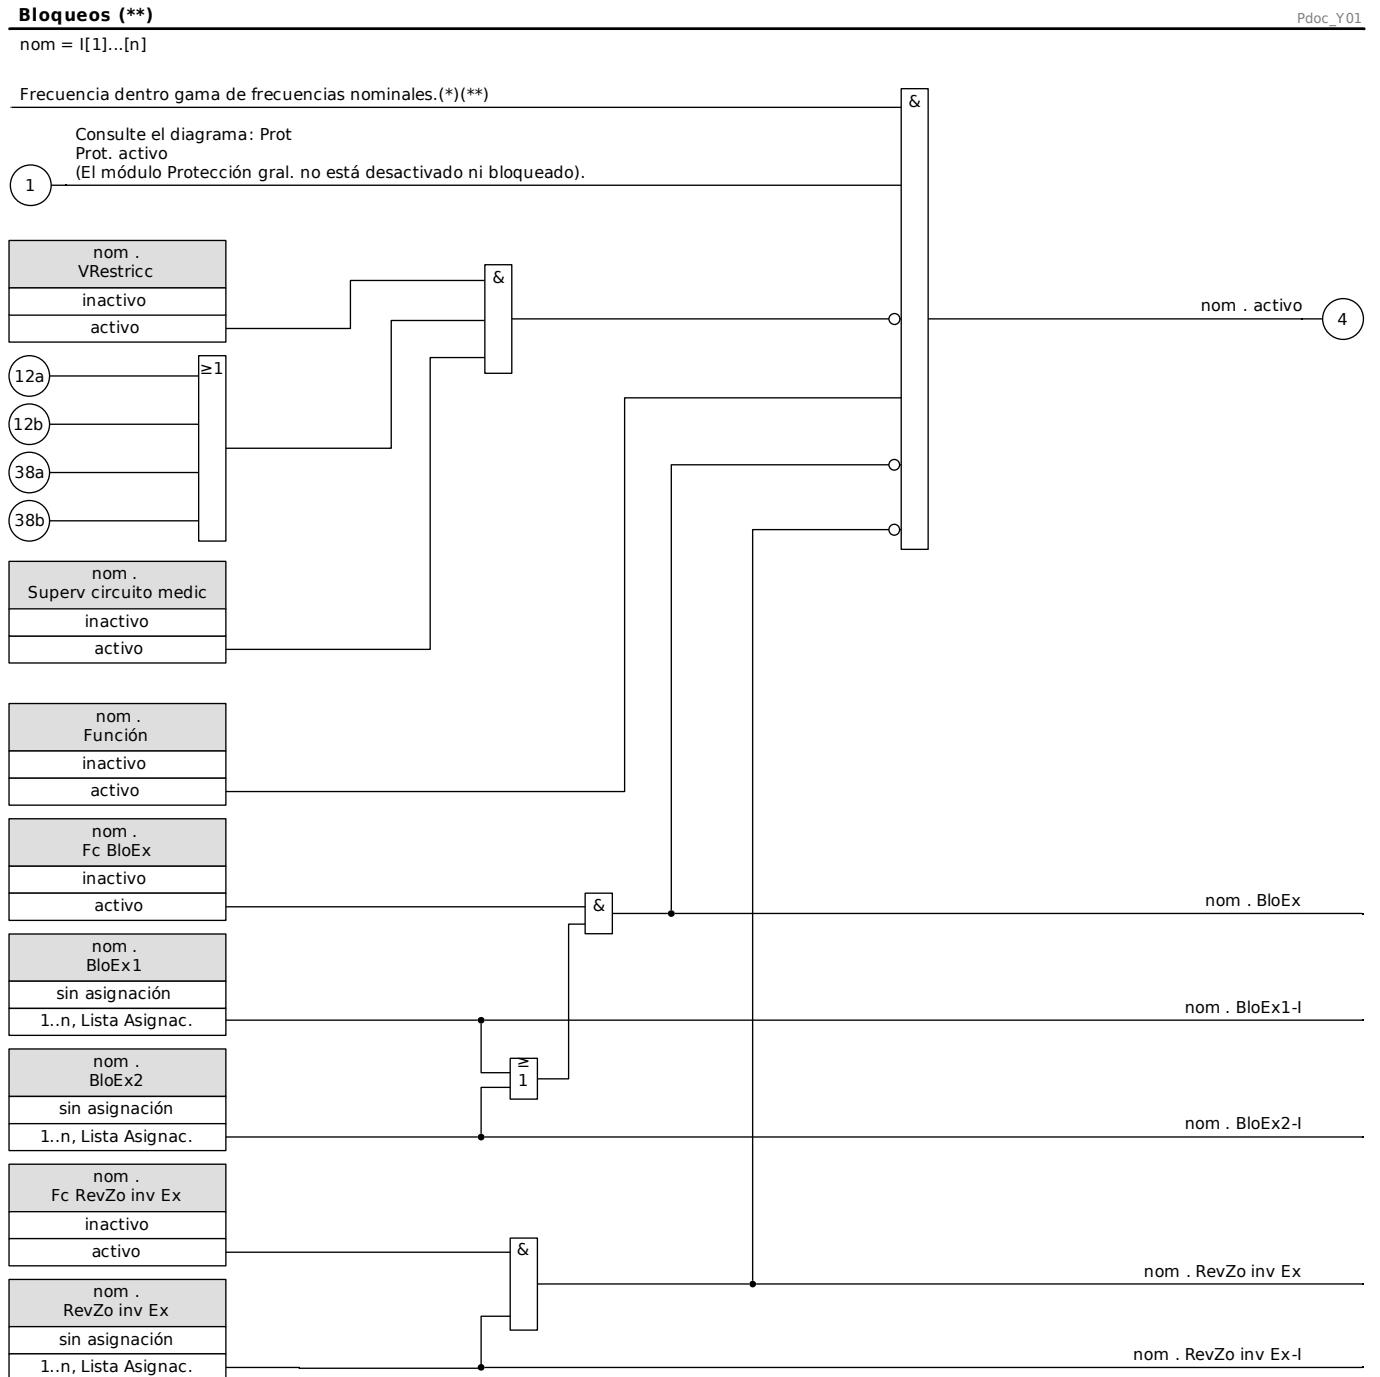 Bloqueos (**)
Pdoc_Y01
nom = I[1]...[n]
Frecuencia dentro gama de frecuencias nominales.(*)(**)
&
Consulte el diagrama: Prot
Prot. activo
(El módulo Protección gral. no está desactivado ni bloqueado).
1
nom .
VRestricc
inactivo
activo
&
nom . activo
4
12a
≥1
12b
38a
38b
nom .
Superv circuito medic
inactivo
activo
nom .
Función
inactivo
activo
nom .
Fc BloEx
inactivo
activo
&
nom . BloEx
nom .
BloEx1
sin asignación
1..n, Lista Asignac.
nom . BloEx1-I
≥
1
nom .
BloEx2
sin asignación
1..n, Lista Asignac.
nom . BloEx2-I
nom .
Fc RevZo inv Ex
inactivo
activo
&
nom . RevZo inv Ex
nom .
RevZo inv Ex
sin asignación
1..n, Lista Asignac.
nom . RevZo inv Ex-I